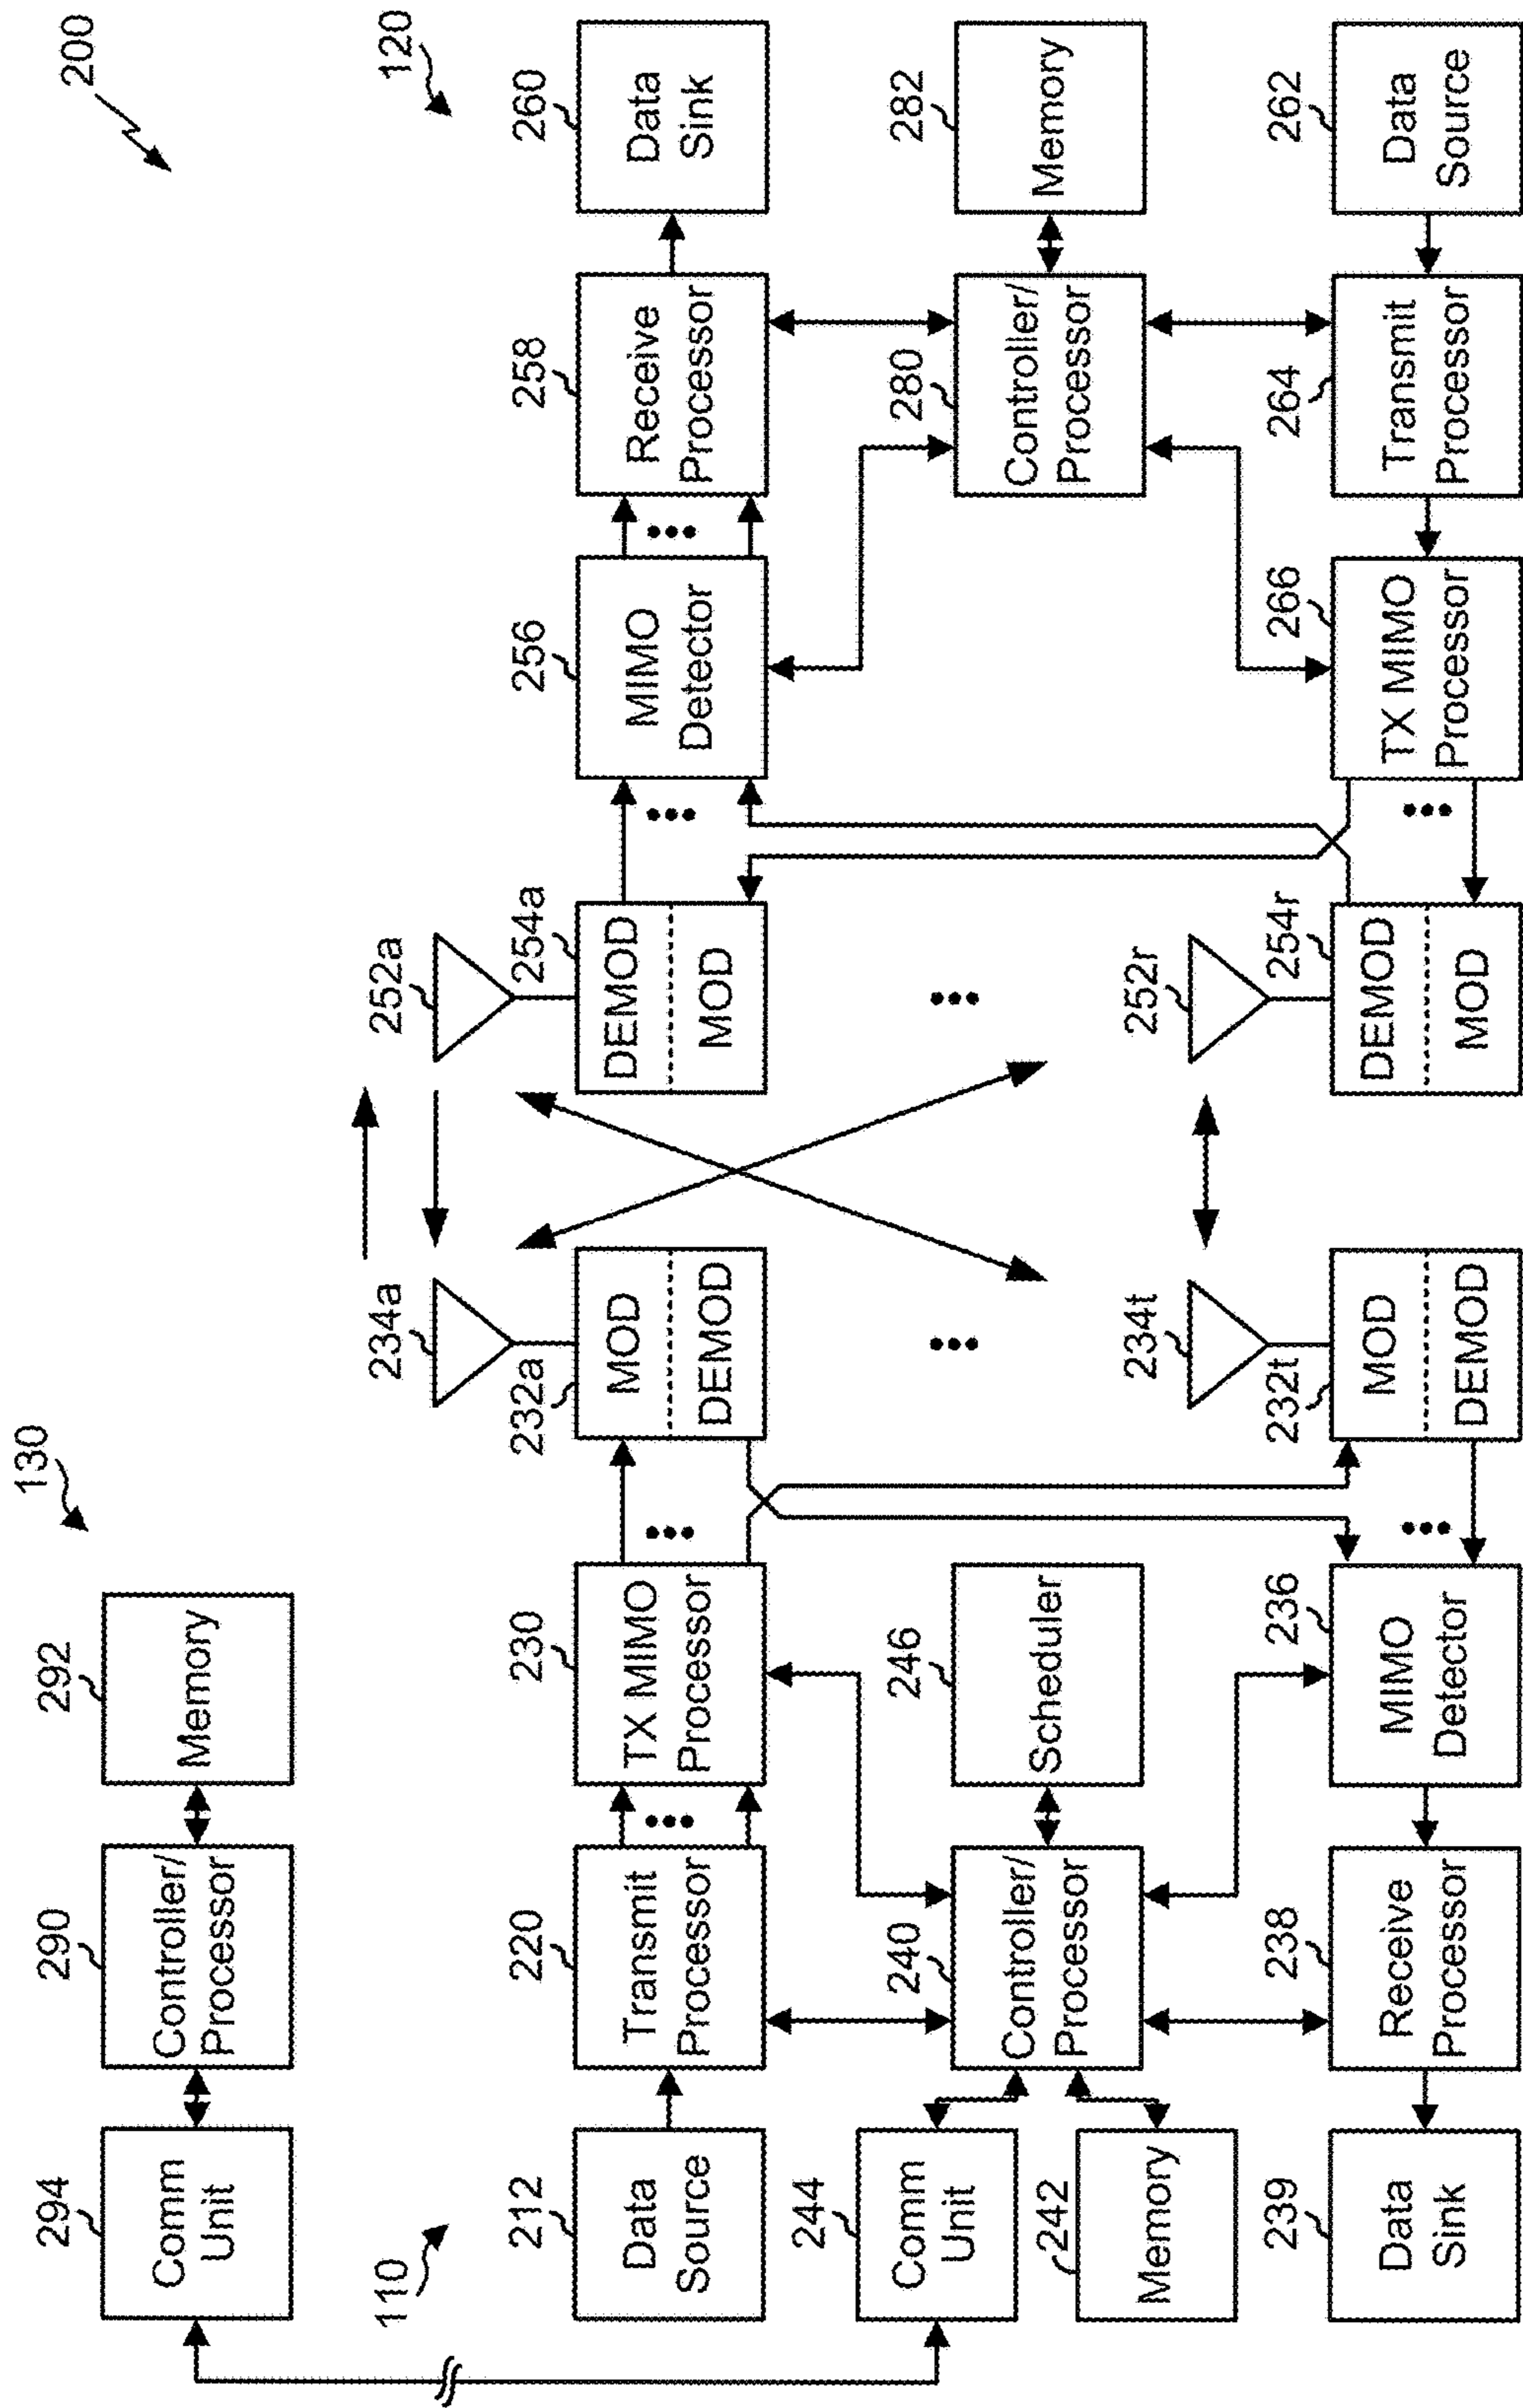 200
130
120
294
Comm
Unit
290
Controller/
Processor
292
Memory
110
234a
252a
212
Data
Source
220
Transmit
Processor
230
TX MIMO
Processor
232a
MOD
DEMOD
254a
DEMOD
MOD
256
MIMO
Detector
258
Receive
Processor
260
Data
Sink
244
Comm
Unit
242
Memory
240
Controller/
Processor
246
Scheduler
280
Controller/
Processor
282
Memory
234t
252r
239
Data
Sink
238
Receive
Processor
236
MIMO
Detector
232t
MOD
DEMOD
254r
DEMOD
MOD
266
TX MIMO
Processor
264
Transmit
Processor
262
Data
Source